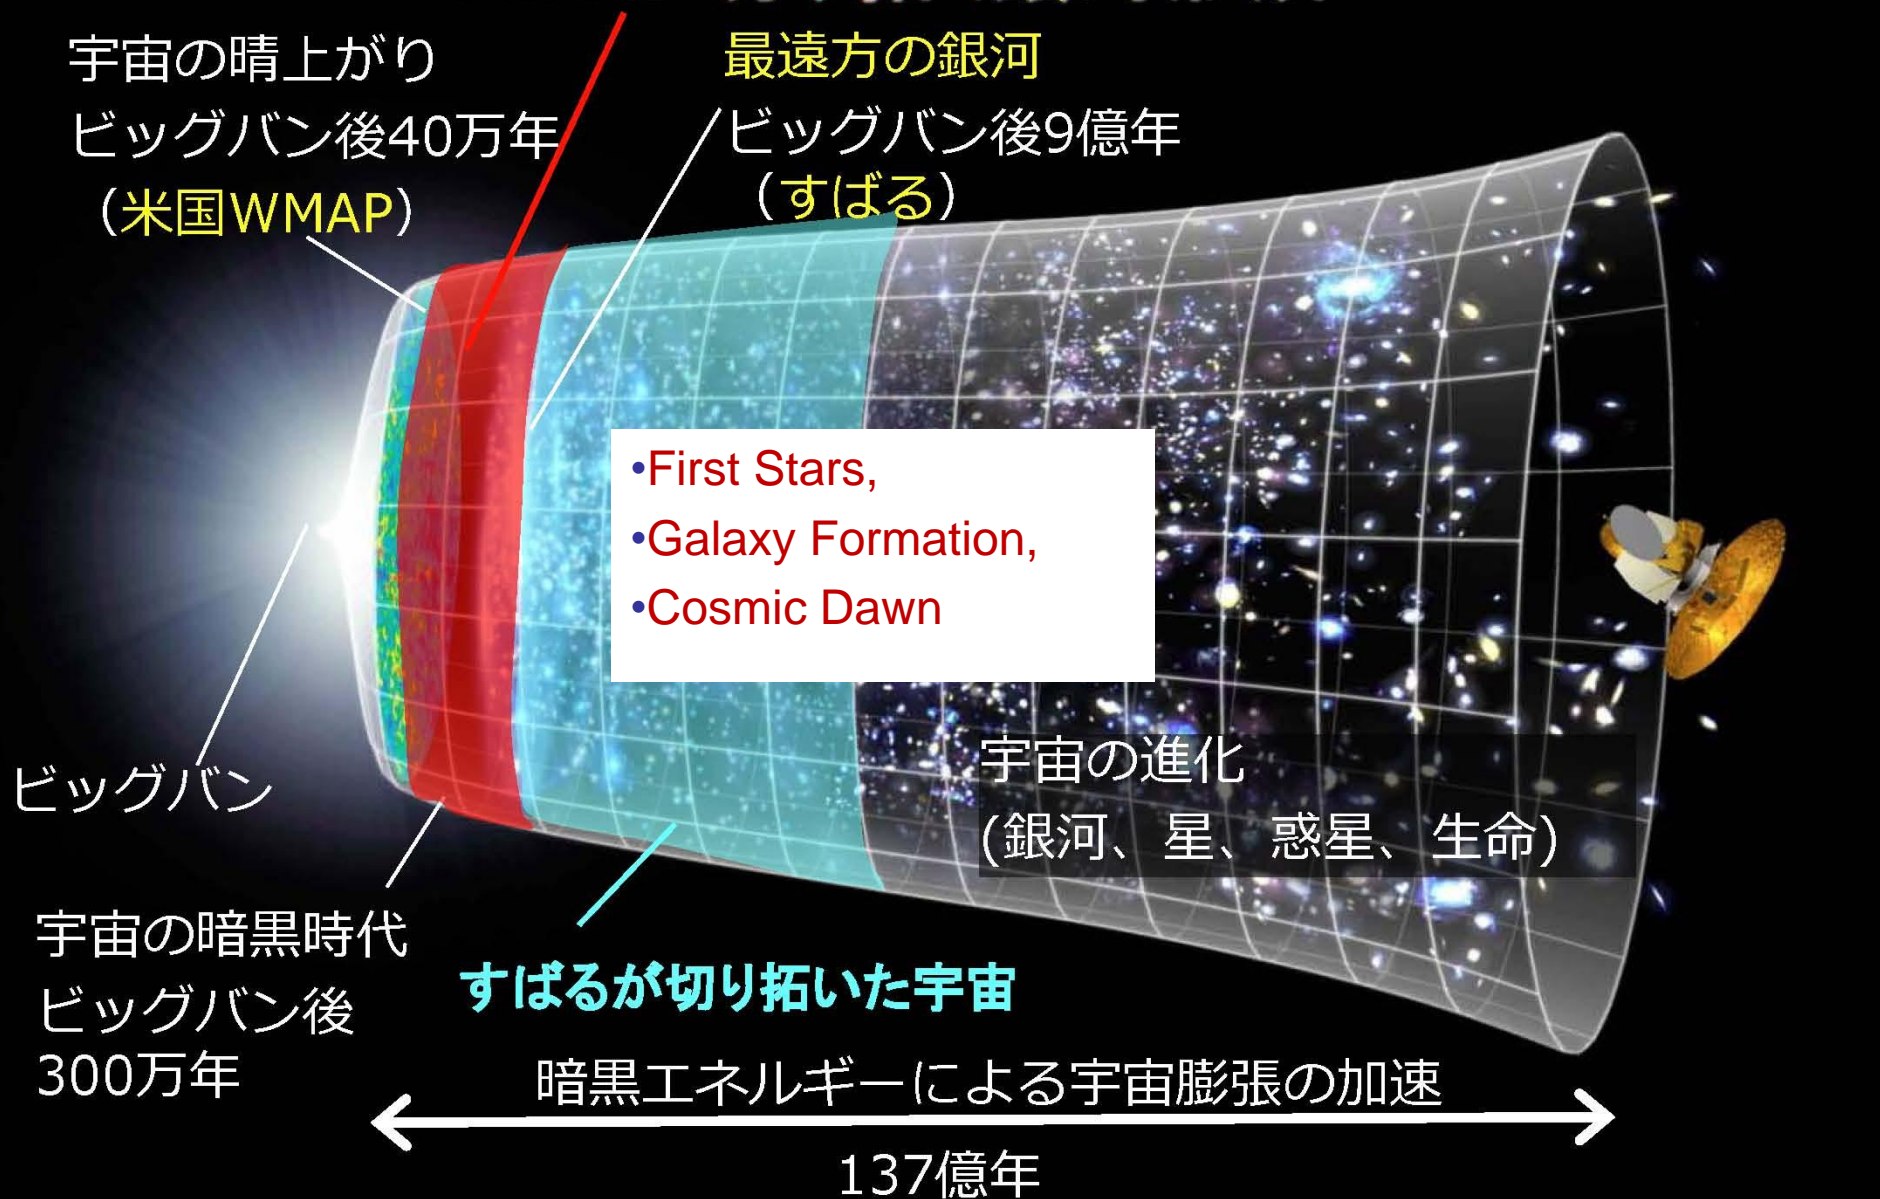 宇宙の晴上がり
ビッグバン後40万年
（米国WMAP）
最遠方の銀河
ビッグバン後9億年
（すばる）
•First Stars,
•Galaxy Formation,
•Cosmic Dawn
ビッグバン
宇宙の進化
(銀河、星、惑星、生命)
宇宙の暗黒時代
ビッグバン後
300万年
すばるが切り拓いた宇宙
暗黒エネルギーによる宇宙膨張の加速
137億年